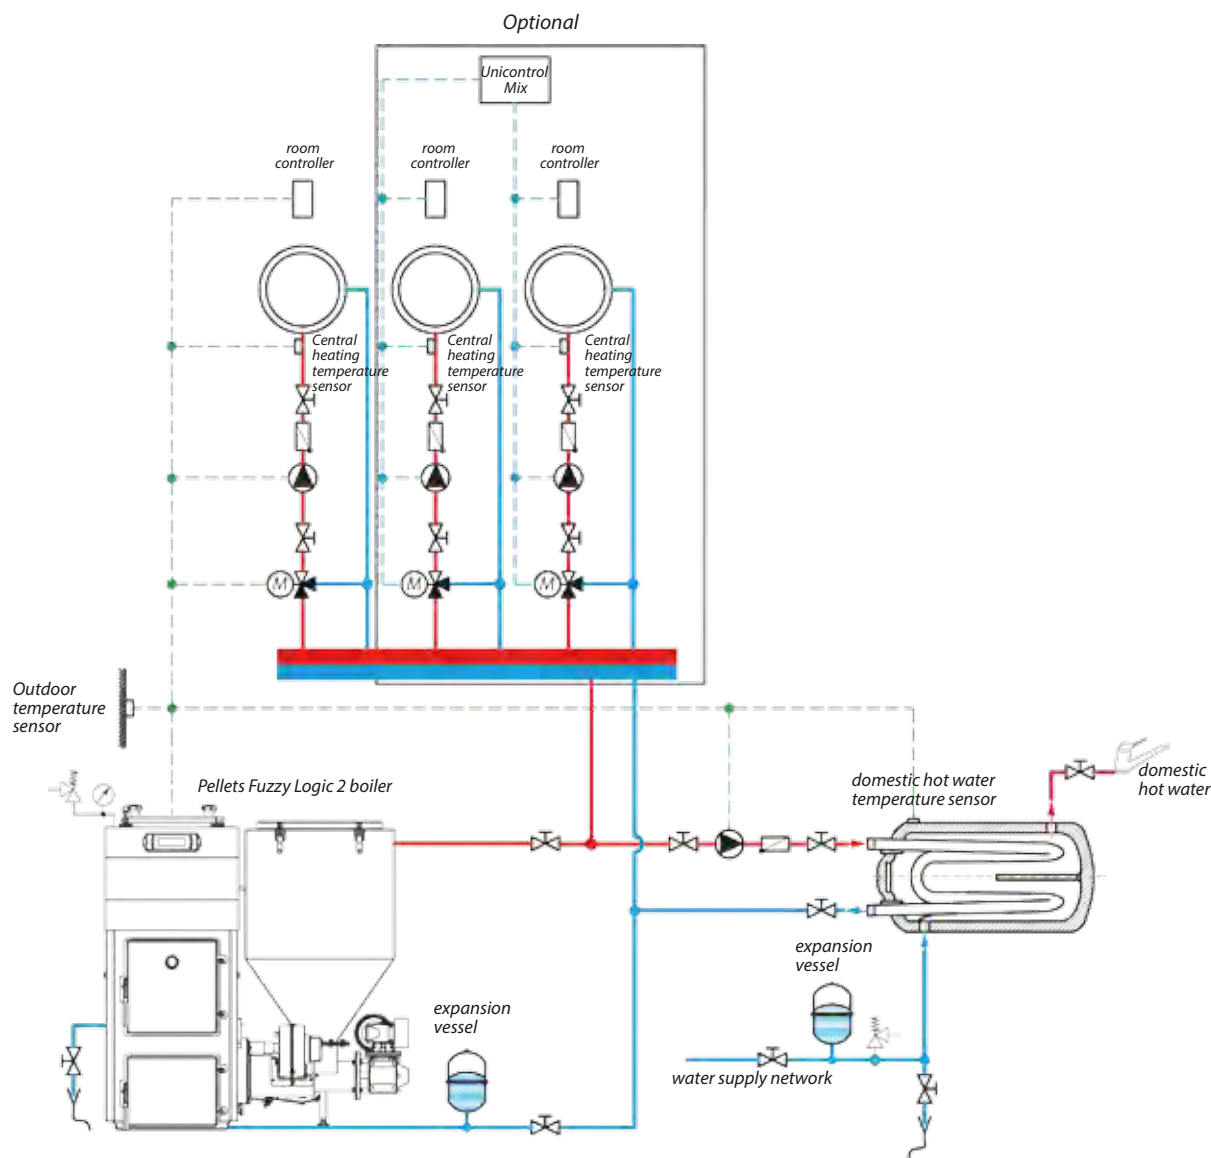 Optional
Unicontrol
Mix
room
controller
room
controller
room
controller
Central
heating
temperature
sensor
Central
heating
temperature
sensor
Central
heating
temperature
sensor
M
M
M
Outdoor
temperature
sensor
Pellets Fuzzy Logic 2 boiler
domestic hot water
temperature sensor
domestic
hot water
expansion
vessel
expansion
vessel
water supply network